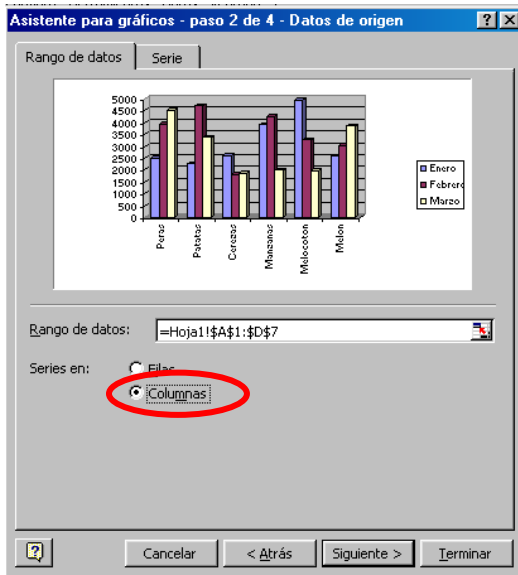 Asistente para gráficos - paso 2 de 4 - Datos de origen
Rango de datos
Serie
5000
4500
4000
3500
3000
2500
2000
1500
1000
500
0
Peras
Patatas
Cerezas
Manzanas
Melocoton
Melon
Enero
Febrero
Marzo
Rango de datos: =Hoja1!$A$1:$D$7
Series en: Filas
Columnas
Cancelar < Atrás Siguiente > Terminar